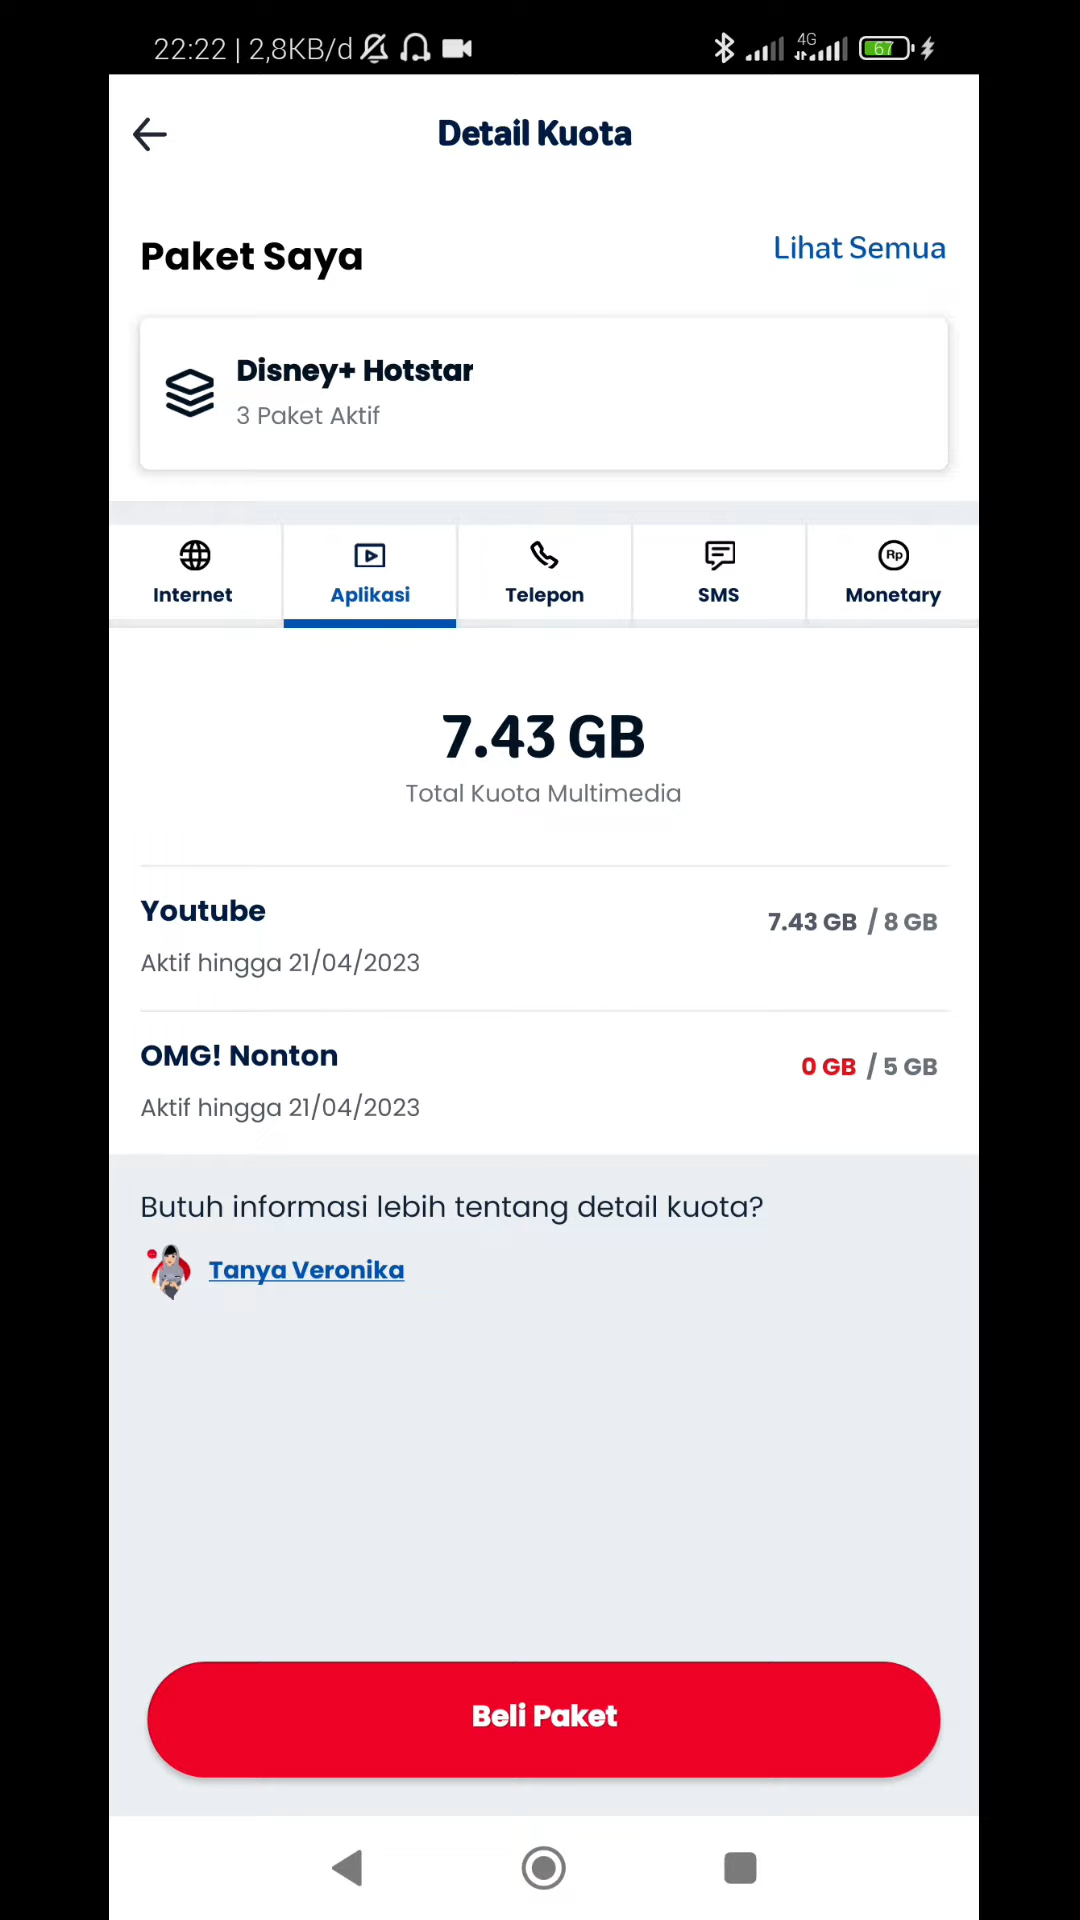 22:22 | 2,8KB/d
4G
67
Detail Kuota
Paket Saya
Lihat Semua
Disney+ Hotstar
3 Paket Aktif
Internet
Aplikasi
Telepon
SMS
Rp
Monetary
7.43 GB
Total Kuota Multimedia
Youtube
7.43 GB / 8 GB
Aktif hingga 21/04/2023
OMG! Nonton
0 GB / 5 GB
Aktif hingga 21/04/2023
Butuh informasi lebih tentang detail kuota?
Tanya Veronika
Beli Paket